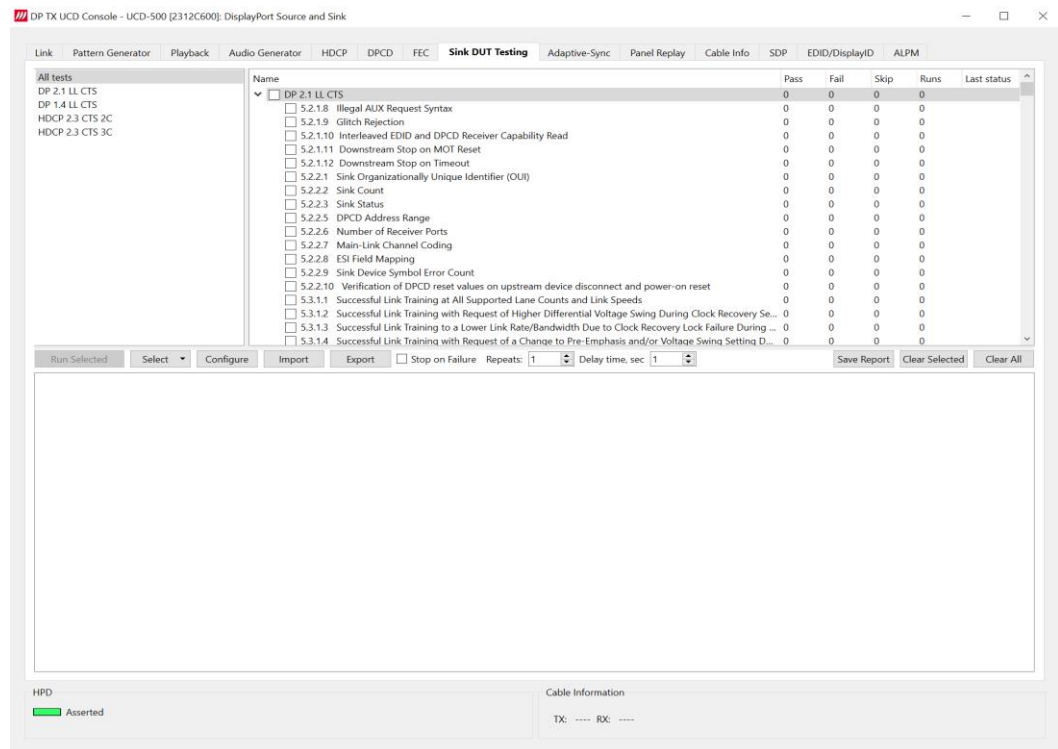 DP TX UCD Console - UCD-500 [2312C600]: DisplayPort Source and Sink
Link Pattern Generator Playback Audio Generator HDCP DPCD FEC Sink DUT Testing Adaptive-Sync Panel Replay Cable Info SDP EDID/DisplayID ALPM
All tests
DP 2.1 LL CTS
DP 1.4 LL CTS
HDCP 2.3 CTS 2C
HDCP 2.3 CTS 3C
Name Pass Fail Skip Runs Last status
DP 2.1 LL CTS 0 0 0 0
5.2.1.8 Illegal AUX Request Syntax 0 0 0 0
5.2.1.9 Glitch Rejection 0 0 0 0
5.2.1.10 Interleaved EDID and DPCD Receiver Capability Read 0 0 0 0
5.2.1.11 Downstream Stop on MOT Reset 0 0 0 0
5.2.1.12 Downstream Stop on Timeout 0 0 0 0
5.2.2.1 Sink Organizationally Unique Identifier (OUI) 0 0 0 0
5.2.2.2 Sink Count 0 0 0 0
5.2.2.3 Sink Status 0 0 0 0
5.2.2.5 DPCD Address Range 0 0 0 0
5.2.2.6 Number of Receiver Ports 0 0 0 0
5.2.2.7 Main-Link Channel Coding 0 0 0 0
5.2.2.8 ESI Field Mapping 0 0 0 0
5.2.2.9 Sink Device Symbol Error Count 0 0 0 0
5.2.2.10 Verification of DPCD reset values on upstream device disconnect and power-on reset 0 0 0 0
5.3.1.1 Successful Link Training at All Supported Lane Counts and Link Speeds 0 0 0 0
5.3.1.2 Successful Link Training with Request of Higher Differential Voltage Swing During Clock Recovery Se... 0 0 0 0
5.3.1.3 Successful Link Training to a Lower Link Rate/Bandwidth Due to Clock Recovery Lock Failure During ... 0 0 0 0
5.3.1.4 Successful Link Training with Request of a Change to Pre-Emphasis and/or Voltage Swing Setting D... 0 0 0 0
Run Selected Select Configure Import Export Stop on Failure Repeats: 1 Delay time, sec 1 Save Report Clear Selected Clear All
HPD
Asserted
Cable Information
TX: ---- RX: ----